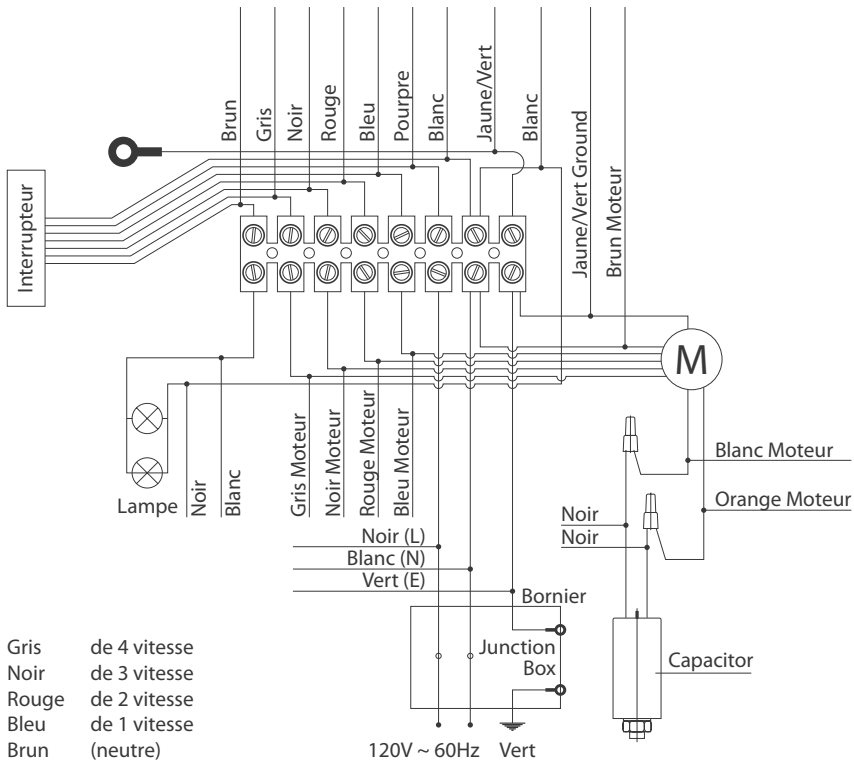 Brun
Gris
Noir
Rouge
Bleu
Pourpre
Blanc
Jaune/Vert
Blanc
Jaune/Vert Ground
Brun Moteur
Interrupteur
M
Lampe
Noir
Blanc
Gris Moteur
Noir Moteur
Rouge Moteur
Bleu Moteur
Blanc Moteur
Orange Moteur
Noir
Noir
Noir (L)
Blanc (N)
Vert (E)
Bornier
Junction
Box
Capacitor
120V ~ 60Hz
Vert
Gris de 4 vitesse
Noir de 3 vitesse
Rouge de 2 vitesse
Bleu de 1 vitesse
Brun (neutre)